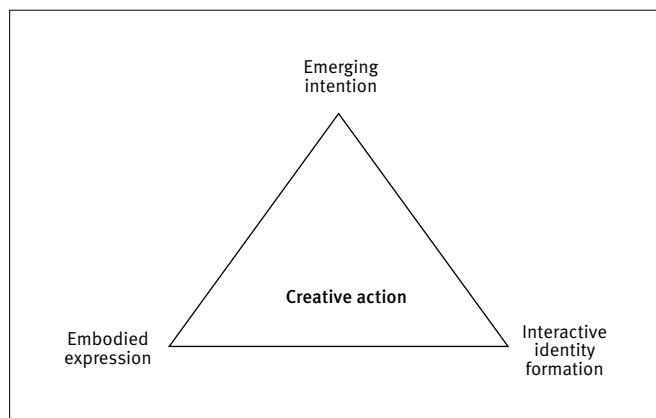 Emerging
intention
Creative action
Embodied
expression
Interactive
identity
formation